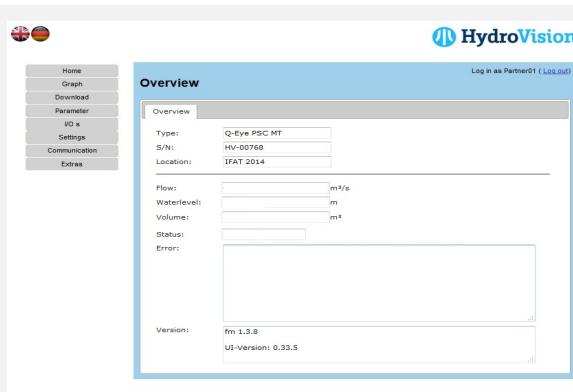 HydroVision
Home
Graph
Download
Parameter
I/O s
Settings
Communication
Extras
Log in as Partner01 ( Log out)
Overview
Overview
Type: Q-Eye PSC MT
S/N: HV-00768
Location: IFAT 2014
Flow: m³/s
Waterlevel: m
Volume: m³
Status:
Error:
Version: fm 1.3.8
UI-Version: 0.33.5